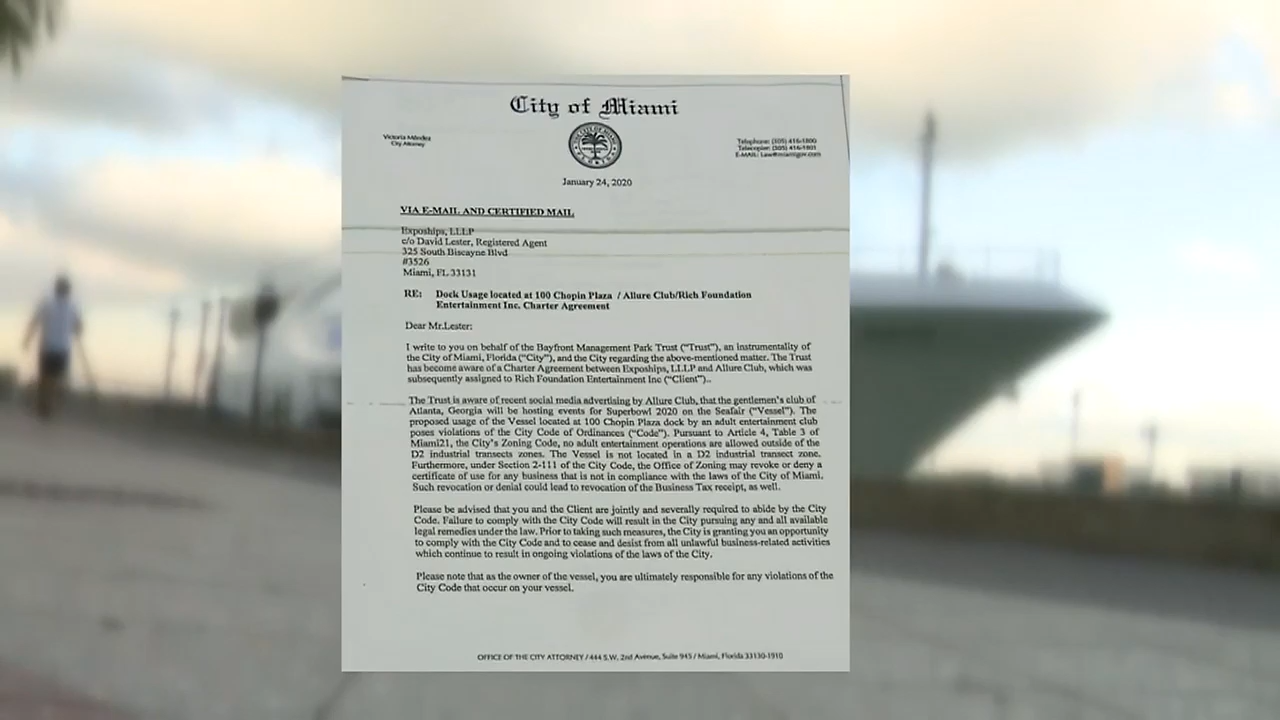 City of Miami
Victoria Méndez
City Attorney
Telephone: (305) 416-1800
Telecopier: (305) 416-1801
E-MAIL: Law@miamigov.com
January 24, 2020
VIA E-MAIL AND CERTIFIED MAIL
Expoships, LLLP
c/o David Lester, Registered Agent
325 South Biscayne Blvd
#3526
Miami, FL 33131
RE: Dock Usage located at 100 Chopin Plaza / Allure Club/Rich Foundation
Entertainment Inc. Charter Agreement
Dear Mr.Lester:
I write to you on behalf of the Bayfront Management Park Trust ("Trust"), an instrumentality
of the City of Miami, Florida ("City"), and the City regarding the above-mentioned matter. The Trust
has become aware of a Charter Agreement between Expoships, LLLP and Allure Club, which was
subsequently assigned to Rich Foundation Entertainment Inc ("Client")..
The Trust is aware of recent social media advertising by Allure Club, that the gentlemen's club of
Atlanta, Georgia will be hosting events for Superbowl 2020 on the Seafair ("Vessel"). The
proposed usage of the Vessel located at 100 Chopin Plaza dock by an adult entertainment club
poses violations of the City Code of Ordinances ("Code"). Pursuant to Article 4, Table 3 of
Miami21, the City's Zoning Code, no adult entertainment operations are allowed outside of the
D2 industrial transects zones. The Vessel is not located in a D2 industrial transect zone.
Furthermore, under Section 2-111 of the City Code, the Office of Zoning may revoke or deny a
certificate of use for any business that is not in compliance with the laws of the City of Miami.
Such revocation or denial could lead to revocation of the Business Tax receipt, as well.
Please be advised that you and the Client are jointly and severally required to abide by the City
Code. Failure to comply with the City Code will result in the City pursuing any and all available
legal remedies under the law. Prior to taking such measures, the City is granting you an opportunity
to comply with the City Code and to cease and desist from all unlawful business-related activities
which continue to result in ongoing violations of the laws of the City.
Please note that as the owner of the vessel, you are ultimately responsible for any violations of the
City Code that occur on your vessel.
OFFICE OF THE CITY ATTORNEY / 444 S.W. 2nd Avenue, Suite 945 / Miami, Florida 33130-1910